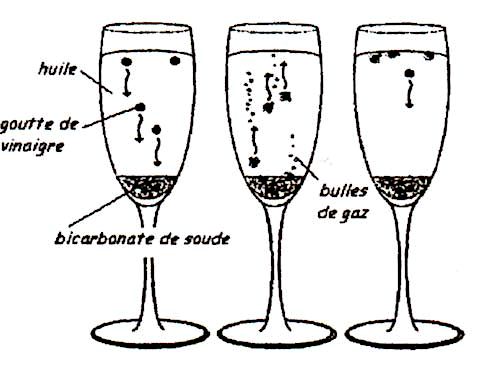 huile
goutte de
vinaigre
bicarbonate de soude
bulles
de gaz